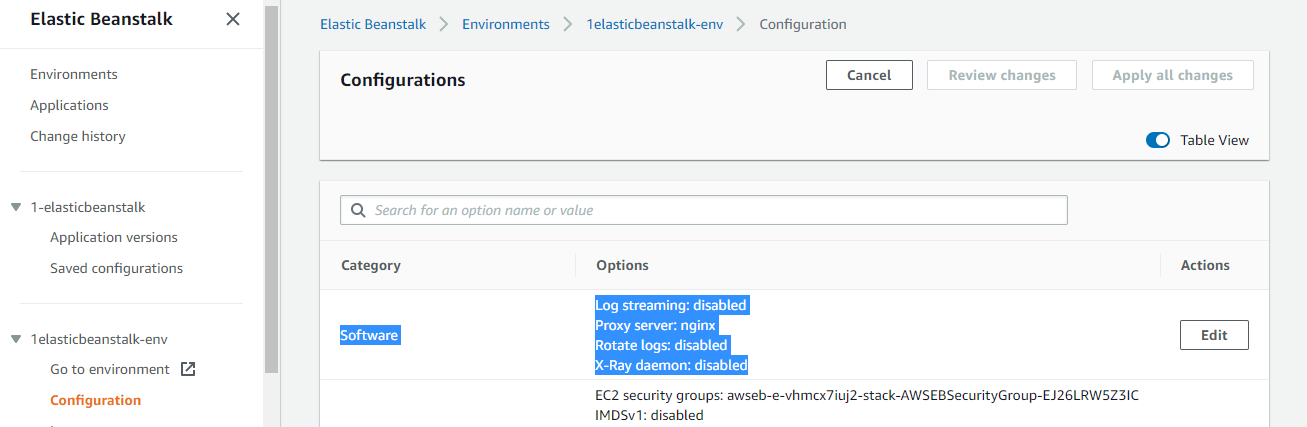 Elastic Beanstalk
Environments
Applications
Change history
1-elasticbeanstalk
Application versions
Saved configurations
1elasticbeanstalk-env
Go to environment
Configuration
Elastic Beanstalk > Environments > 1elasticbeanstalk-env > Configuration
Configurations
Cancel
Review changes
Apply all changes
Table View
Search for an option name or value
Category Options Actions
Software
Log streaming: disabled
Proxy server: nginx
Rotate logs: disabled
X-Ray daemon: disabled
Edit
EC2 security groups: awseb-e-vhmcx7iuj2-stack-AWSEBSecurityGroup-EJ26LRW5Z3IC
IMDSv1: disabled